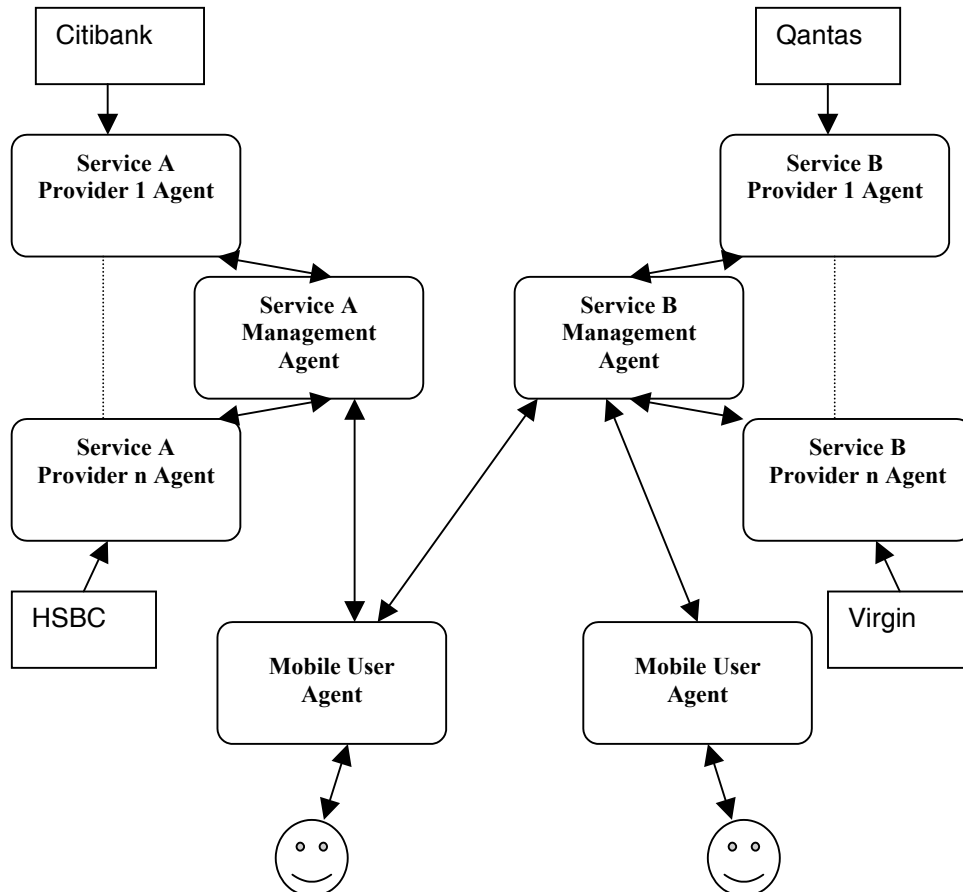 Citibank
Qantas
Service A
Provider 1 Agent
Service B
Provider 1 Agent
Service A
Management
Agent
Service B
Management
Agent
Service A
Provider n Agent
Service B
Provider n Agent
HSBC
Virgin
Mobile User
Agent
Mobile User
Agent